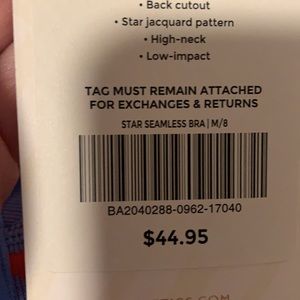 • Back cutout
• Star jacquard pattern
• High-neck
• Low-impact
TAG MUST REMAIN ATTACHED
FOR EXCHANGES & RETURNS
STAR SEAMLESS BRA | M/8
BA2040288-0962-17040
$44.95